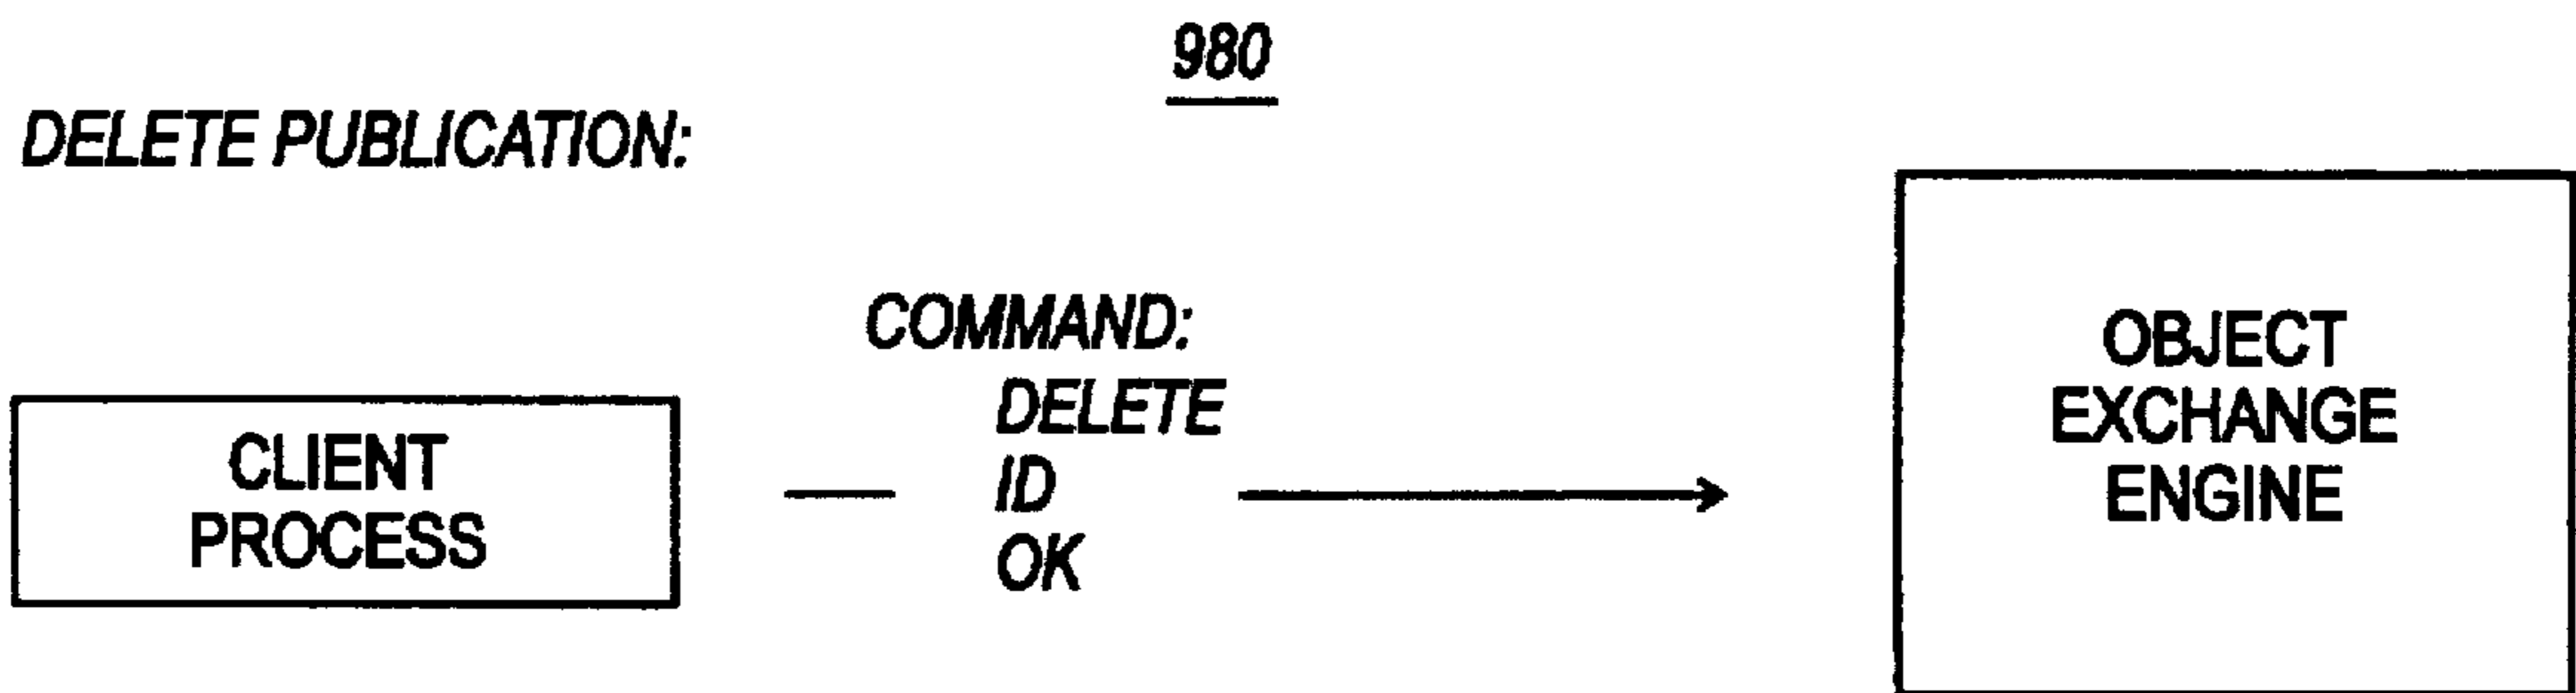 980
DELETE PUBLICATION:
COMMAND:
DELETE
ID
OK
CLIENT
PROCESS
OBJECT
EXCHANGE
ENGINE